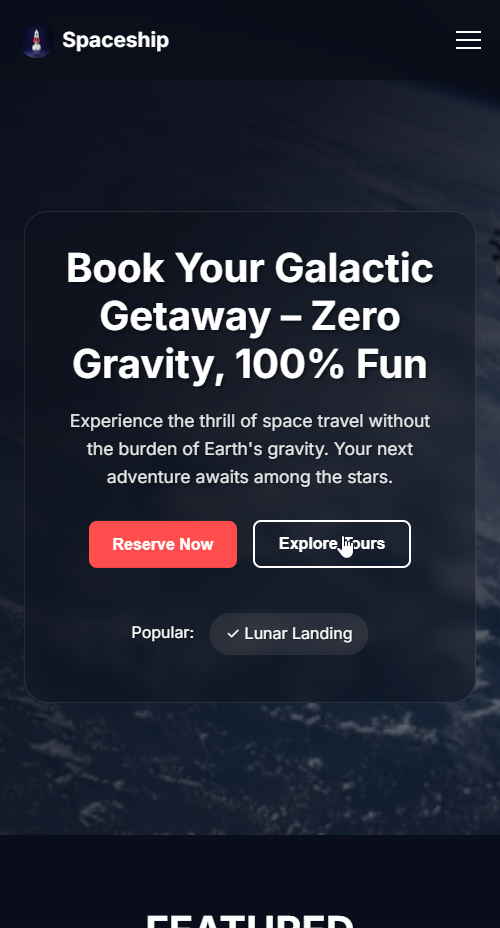 Spaceship
Book Your Galactic
Getaway – Zero
Gravity, 100% Fun
Experience the thrill of space travel without
the burden of Earth's gravity. Your next
adventure awaits among the stars.
Reserve Now
Explore Tours
Popular:
✓ Lunar Landing
FEATURED